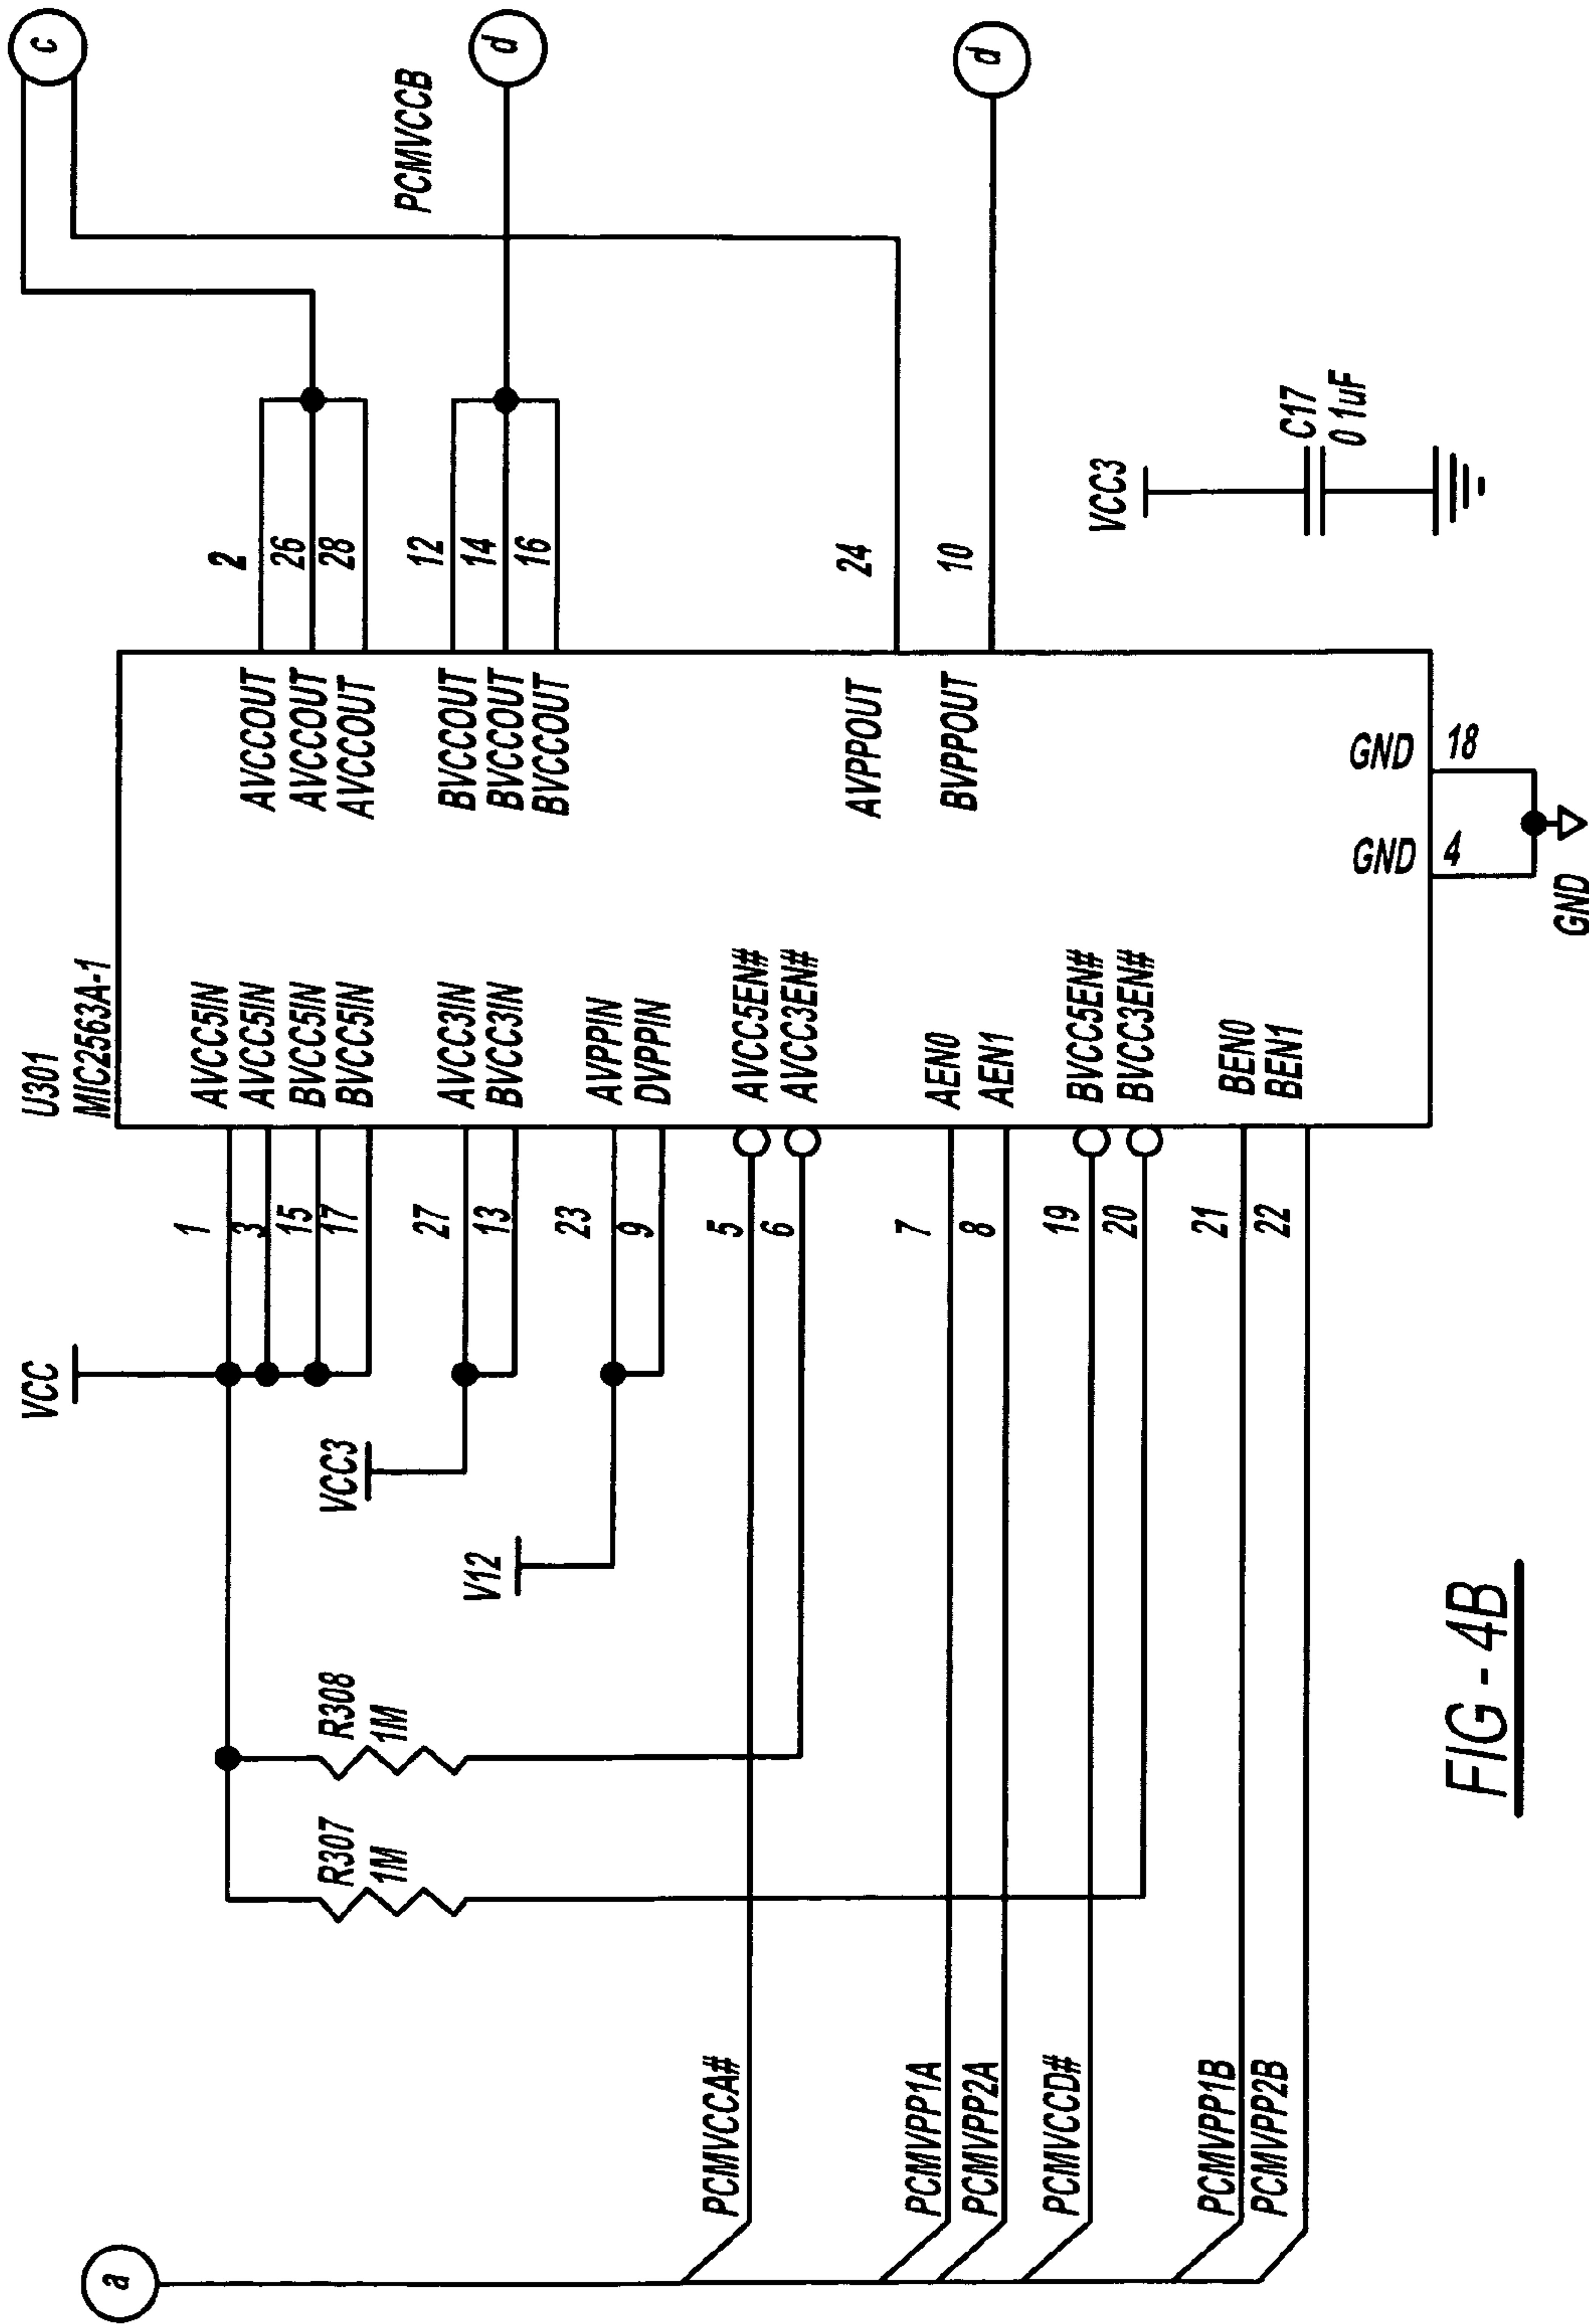 a
PCMVCCA#
PCMVPP1A
PCMVPP2A
PCMVCCD#
PCMVPP1B
PCMVPP2B
R307
1M
R308
1M
V12
VCC3
VCC
1
3
15
17
27
13
23
9
5
6
7
8
19
20
21
22
U301
MIC2563A-1
AVCC5IN
AVCC5IN
BVCC5IN
BVCC5IN
AVCC3IN
BVCC3IN
AVPPIN
DVPPIN
AVCC5EN#
AVCC3EN#
AEN0
AEN1
BVCC5EN#
BVCC3EN#
BEN0
BEN1
GND
4
GND
18
GND
AVCCOUT
AVCCOUT
AVCCOUT
BVCCOUT
BVCCOUT
BVCCOUT
AVPPOUT
BVPPOUT
2
26
28
12
14
16
24
10
VCC3
C17
0 1uF
c
PCMVCCB
d
d
FIG - 4B